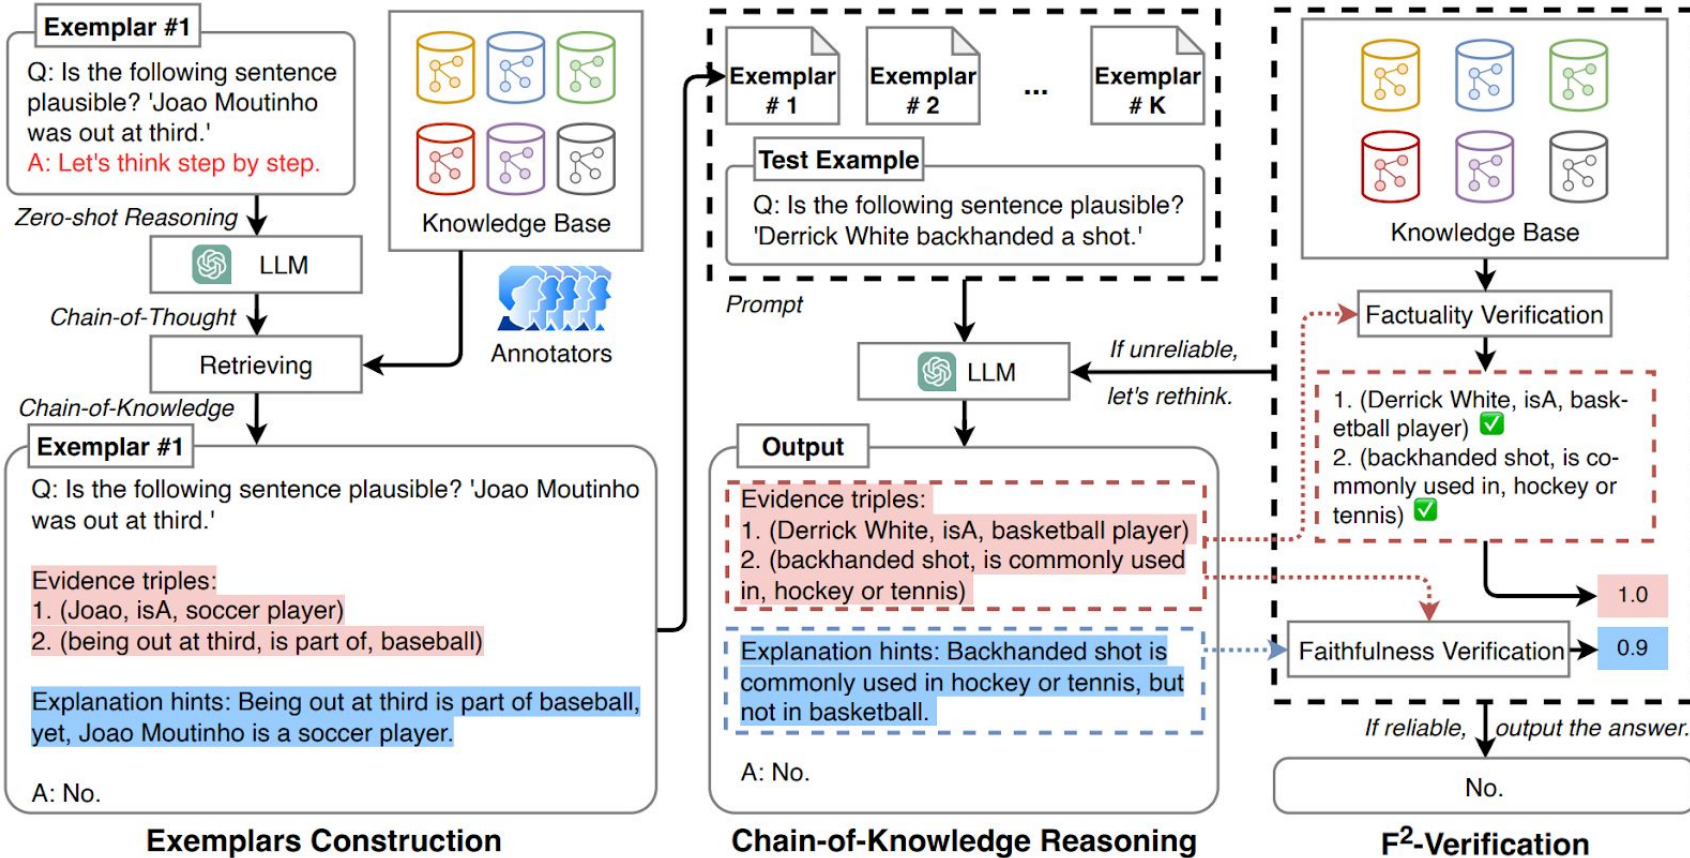 Exemplar #1
Q: Is the following sentence
plausible? 'Joao Moutinho
was out at third.'
A: Let's think step by step.
Zero-shot Reasoning
LLM
Chain-of-Thought
Retrieving
Chain-of-Knowledge
Knowledge Base
Annotators
Exemplar #1
Q: Is the following sentence plausible? 'Joao Moutinho
was out at third.'
Evidence triples:
1. (Joao, isA, soccer player)
2. (being out at third, is part of, baseball)
Explanation hints: Being out at third is part of baseball,
yet, Joao Moutinho is a soccer player.
A: No.
Exemplars Construction
Exemplar
# 1
Exemplar
# 2
...
Exemplar
# K
Test Example
Q: Is the following sentence plausible?
'Derrick White backhanded a shot.'
Prompt
LLM
If unreliable,
let's rethink.
Output
Evidence triples:
1. (Derrick White, isA, basketball player)
2. (backhanded shot, is commonly used
in, hockey or tennis)
Explanation hints: Backhanded shot is
commonly used in hockey or tennis, but
not in basketball.
A: No.
Chain-of-Knowledge Reasoning
Knowledge Base
Factuality Verification
1. (Derrick White, isA, bask-
etball player) ✅
2. (backhanded shot, is co-
mmonly used in, hockey or
tennis) ✅
1.0
Faithfulness Verification
0.9
If reliable, output the answer.
No.
F²-Verification